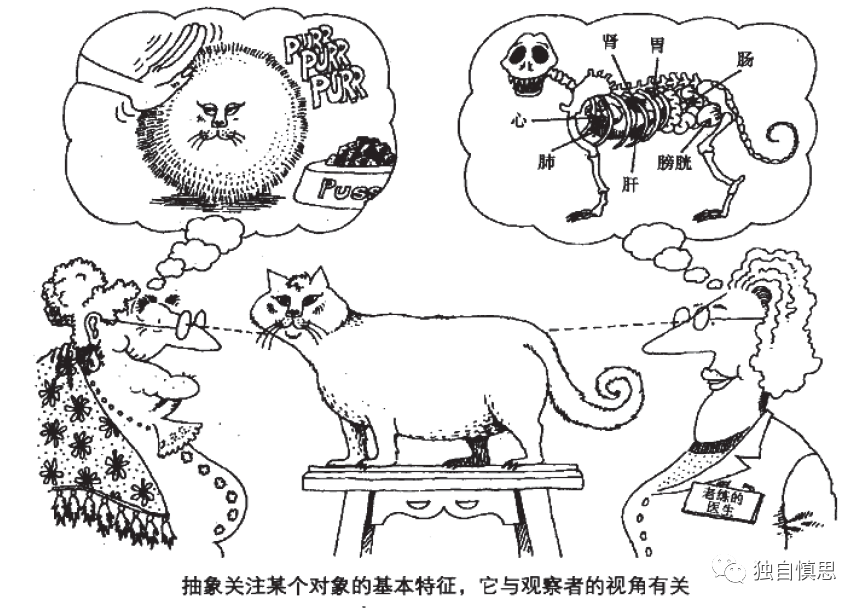 PURR
PURR
PURR
Puss
肾
胃
肠
心
肺
肝
膀胱
老练的
医生
抽象关注某个对象的基本特征，它与观察者的视角有关
独自慎思